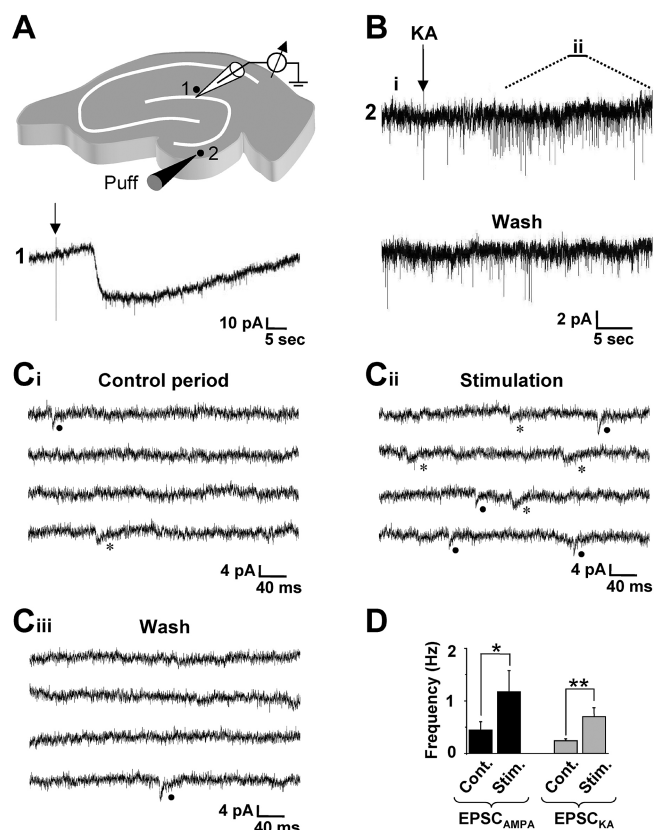 A
1
2
Puff
1
10 pA
5 sec
B
KA
i
ii
2
Wash
2 pA
5 sec
Ci
Control period
●
*
4 pA
40 ms
Cii
Stimulation
*
●
*
*
●
*
●
●
4 pA
40 ms
Ciii
Wash
●
4 pA
40 ms
D
Frequency (Hz)
2
1
0
*
**
Cont.
Stim.
Cont.
Stim.
EPSC_AMPA
EPSC_KA